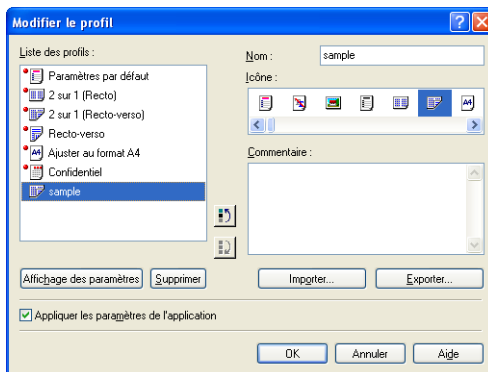 Modifier le profil
Liste des profils :
Paramètres par défaut
2 sur 1 (Recto)
2 sur 1 (Recto-verso)
Recto-verso
Ajuster au format A4
Confidentiel
sample
Nom :
sample
Icône :
Commentaire :
Affichage des paramètres
Supprimer
Importer...
Exporter...
Appliquer les paramètres de l'application
OK
Annuler
Aide